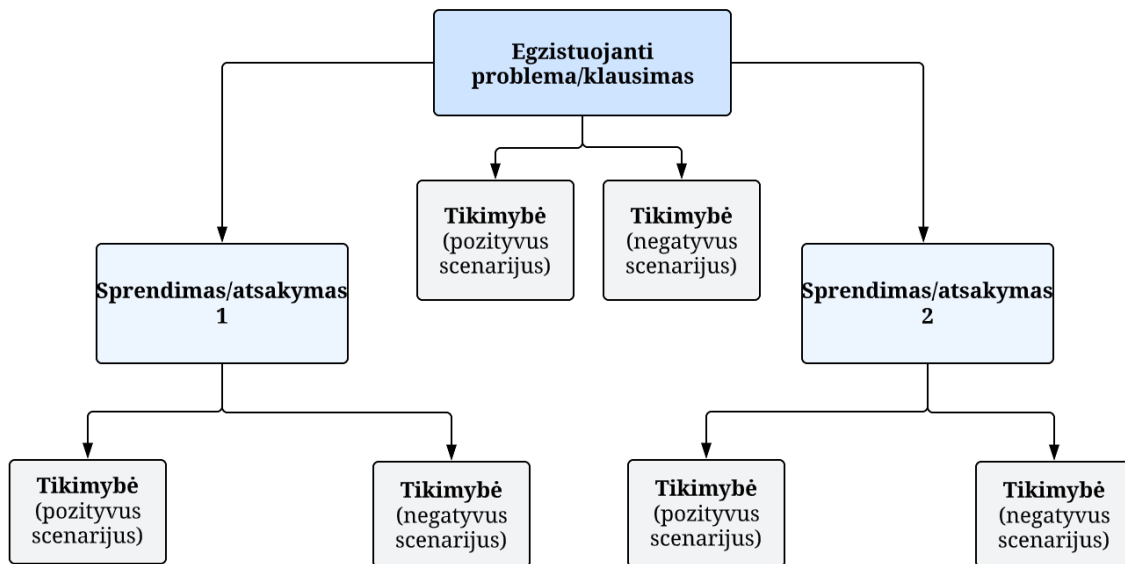 Egzistuojanti
problema/klausimas
Tikimybė
(pozityvus
scenarijus)
Tikimybė
(negatyvus
scenarijus)
Sprendimas/atsakymas
1
Sprendimas/atsakymas
2
Tikimybė
(pozityvus
scenarijus)
Tikimybė
(negatyvus
scenarijus)
Tikimybė
(pozityvus
scenarijus)
Tikimybė
(negatyvus
scenarijus)